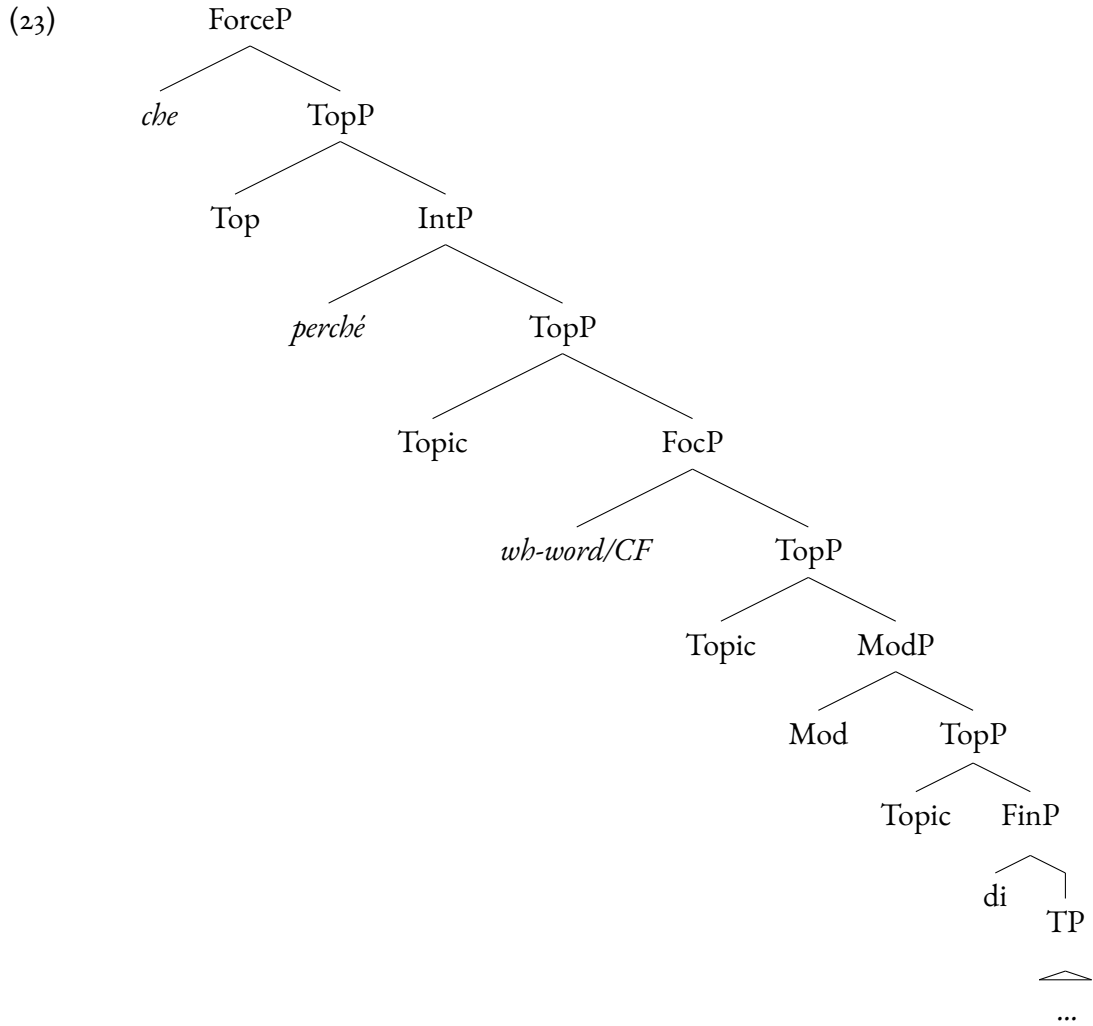 (23) ForceP
che TopP
Top IntP
perché TopP
Topic FocP
wh-word/CF TopP
Topic ModP
Mod TopP
Topic FinP
di
TP
...